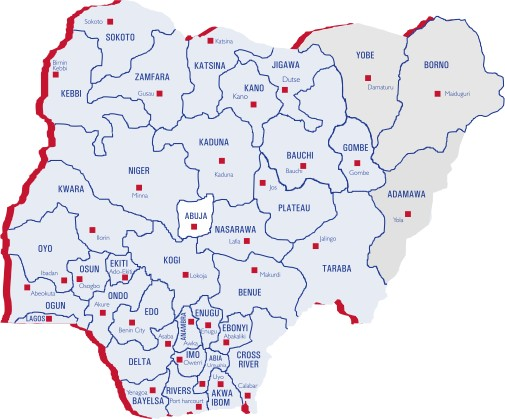 Sokoto
SOKOTO
Katsina
YOBE
BORNO
Birnin
Kebbi
KATSINA
JIGAWA
ZAMFARA
Dutse
KEBBI
Gusau
KANO
Kano
Damaturu
Maiduguri
KADUNA
BAUCHI
GOMBE
NIGER
Kaduna
Bauchi
Gombe
KWARA
Minna
Jos
ADAMAWA
ABUJA
PLATEAU
Yola
Ilorin
NASARAWA
Lafia
Jalingo
OYO
KOGI
TARABA
Ibadan
OSUN
EKITI
Ado-Ekiti
Osogbo
Lokoja
Makurdi
Abeokuta
ONDO
BENUE
OGUN
Akure
EDO
LAGOS
ANAMBRA
ENUGU
Enugu
EBONYI
Benin City
Asaba
Awka
Abakaliki
DELTA
IMO
Owerri
ABIA
Umuahia
CROSS
RIVER
Yenagoa
RIVERS
Uyo
Calabar
BAYELSA
Port harcourt
AKWA
IBOM